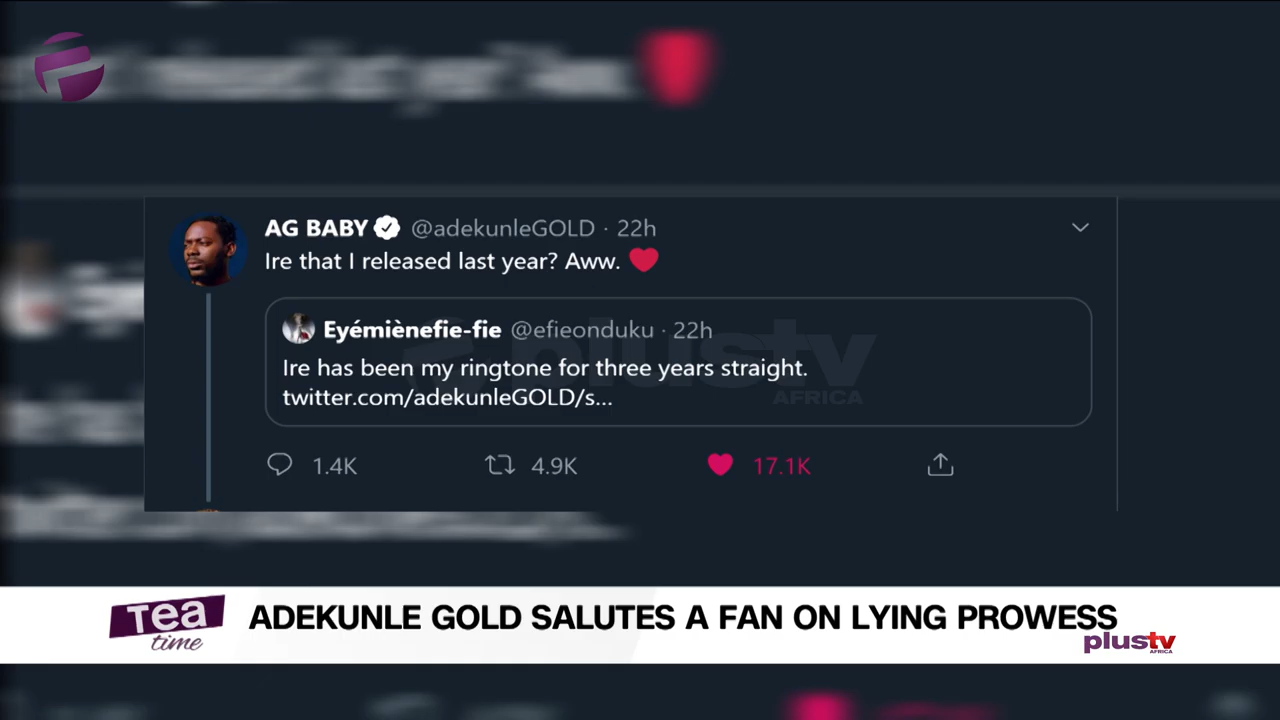 AG BABY @adekunleGOLD · 22h
Ire that I released last year? Aww. ❤️
Eyémiènefie-fie @efieonduku · 22h
Ire has been my ringtone for three years straight.
twitter.com/adekunleGOLD/s...
plustv
AFRICA
1.4K 4.9K 17.1K
Tea
time
ADEKUNLE GOLD SALUTES A FAN ON LYING PROWESS
plustv
AFRICA